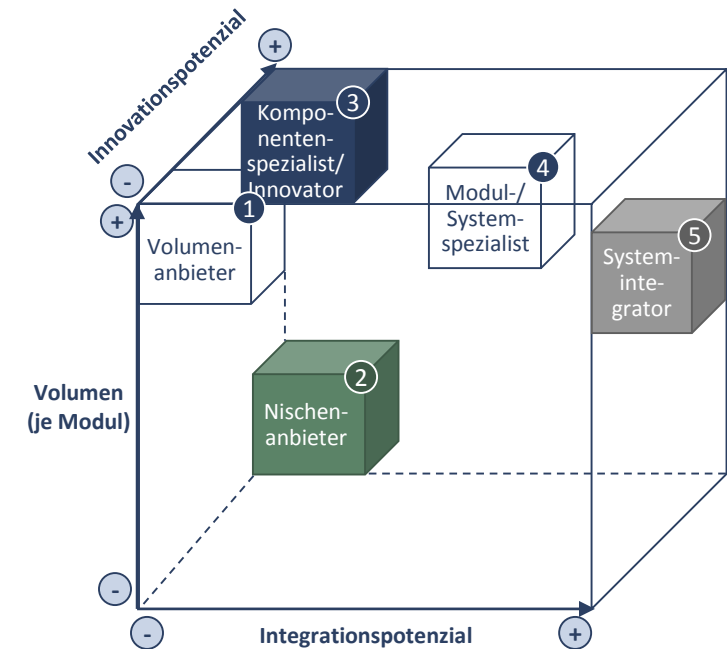 Innovationspotenzial
+
-
+
3
Kompo-
nenten-
spezialist/
Innovator
1
Volumen-
anbieter
4
Modul-/
System-
spezialist
5
System-
inte-
grator
2
Nischen-
anbieter
Volumen
(je Modul)
-
-
Integrationspotenzial
+